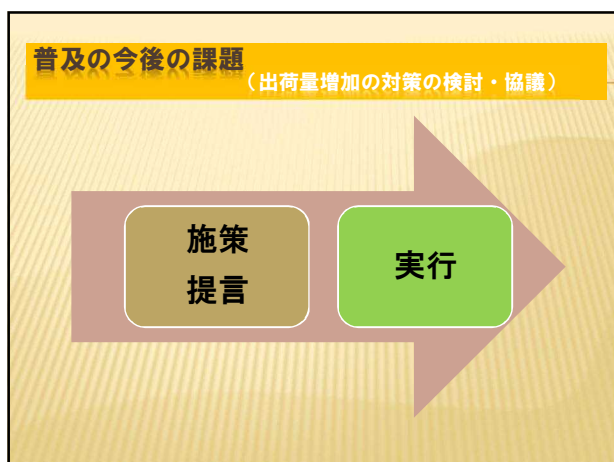 普及の今後の課題
（出荷量増加の対策の検討・協議）
施策
提言
実行